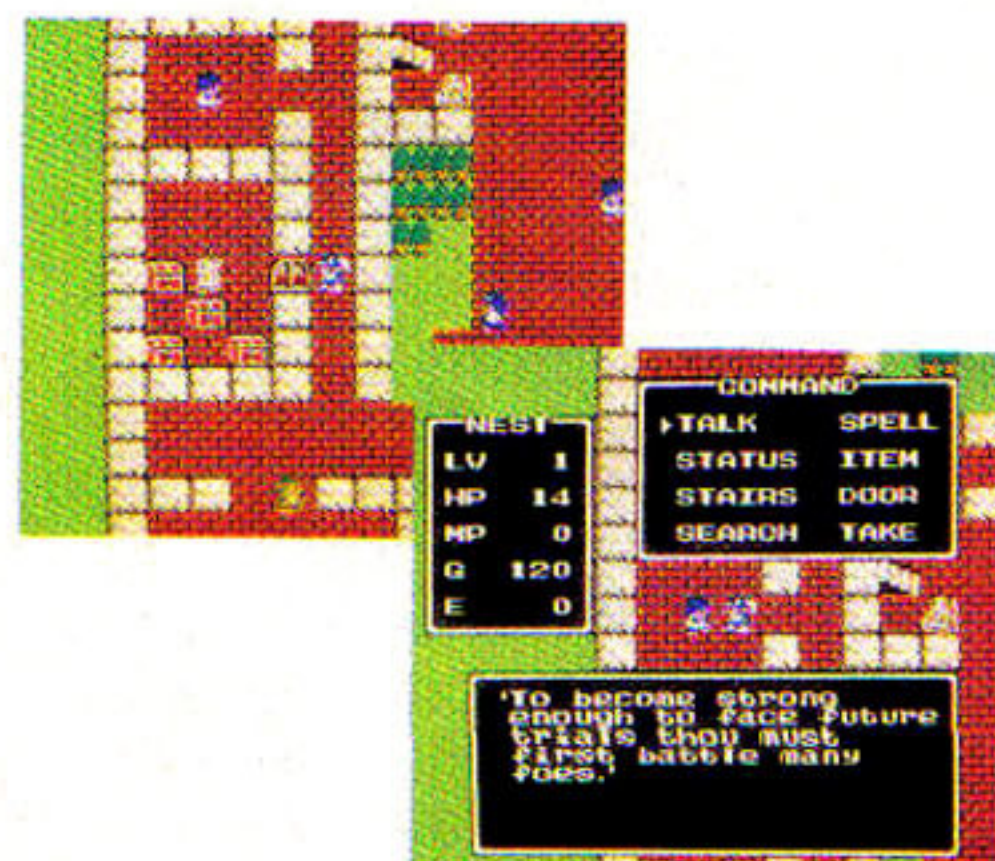 COMMAND
TALK SPELL
STATUS ITEM
STAIRS DOOR
SEARCH TAKE
NEST
LV 1
HP 14
MP 0
G 120
E 0
'To become strong
enough to face future
trials thou must
first battle many
foes.'